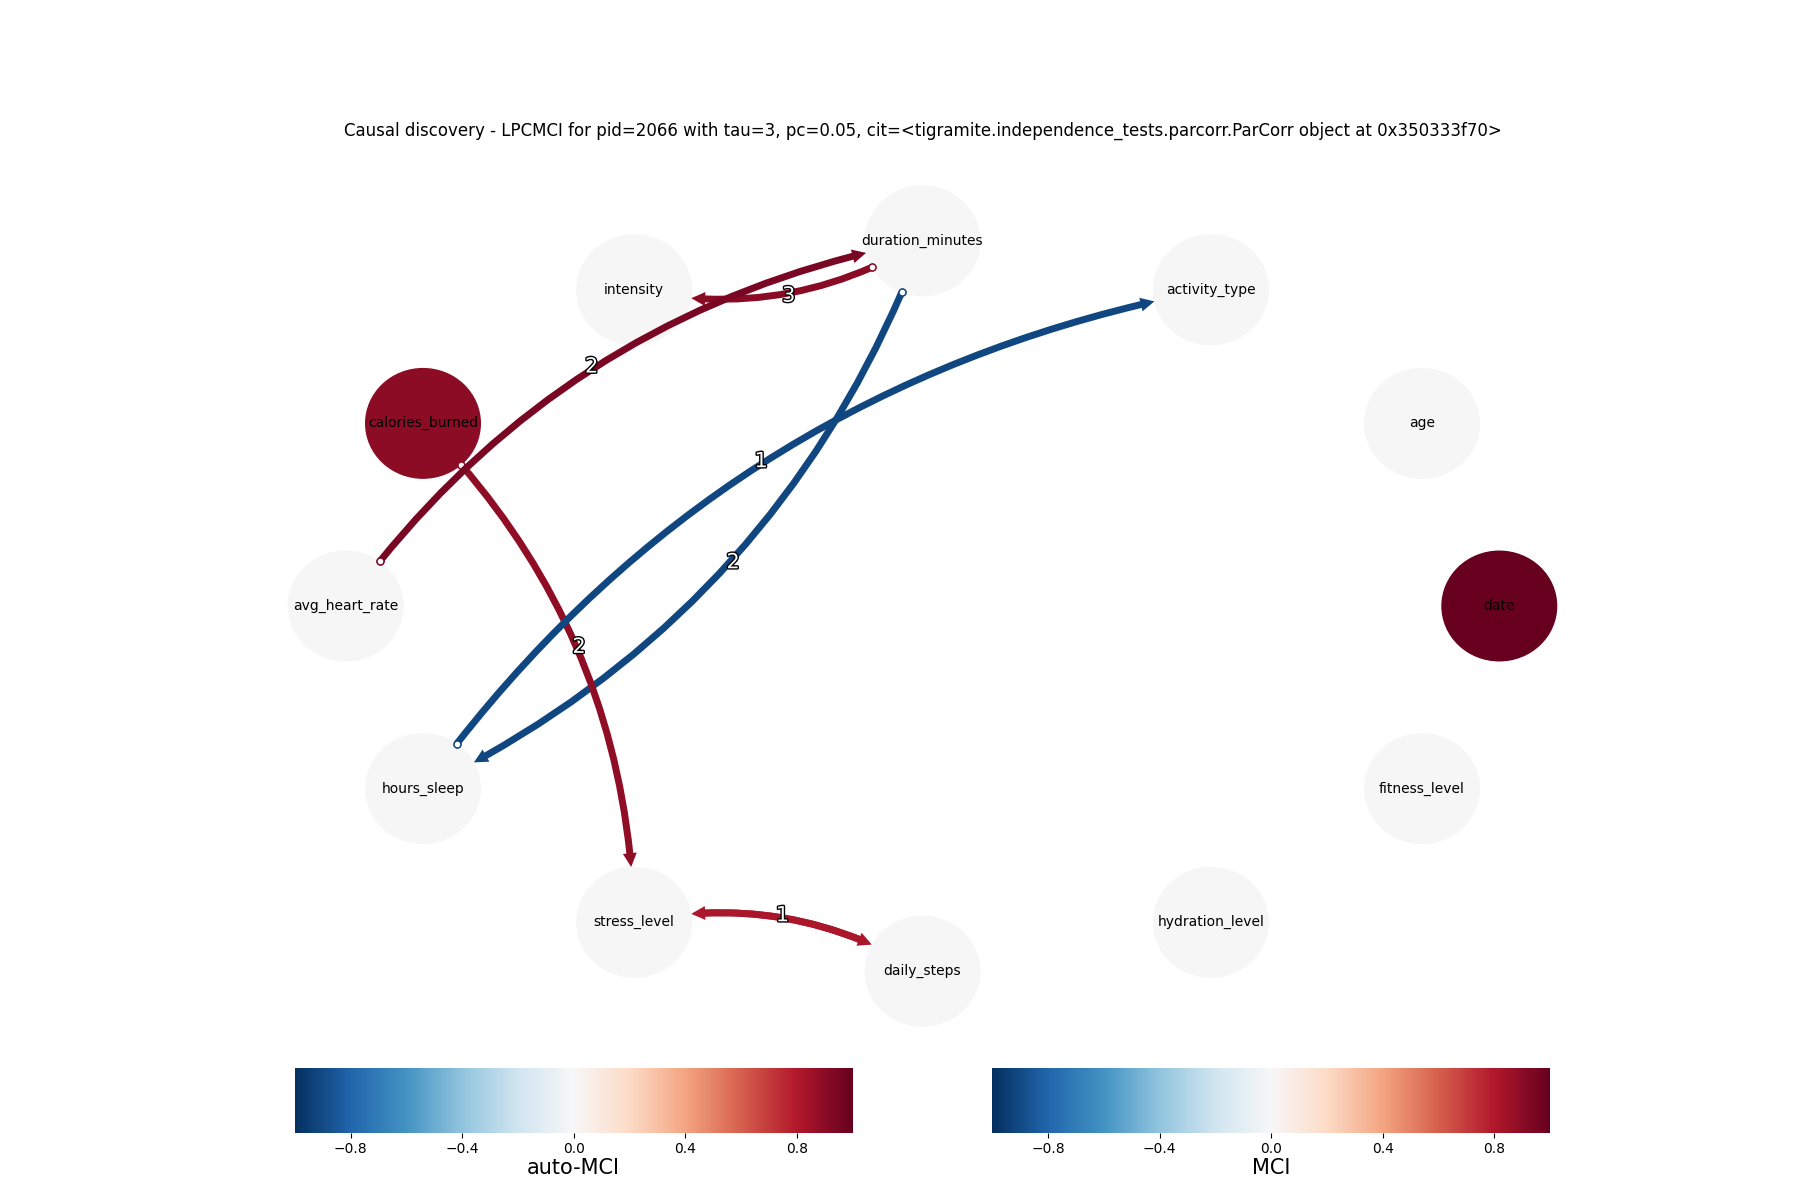 Causal discovery - LPCMCI for pid=2066 with tau=3, pc=0.05, cit=<tigramite.independence_tests.parcorr.ParCorr object at 0x350333f70>
duration_minutes
intensity
activity_type
3
2
calories_burned
age
1
2
avg_heart_rate
date
2
hours_sleep
fitness_level
1
stress_level
hydration_level
daily_steps
−0.8 −0.4 0.0 0.4 0.8
auto-MCI
−0.8 −0.4 0.0 0.4 0.8
MCI